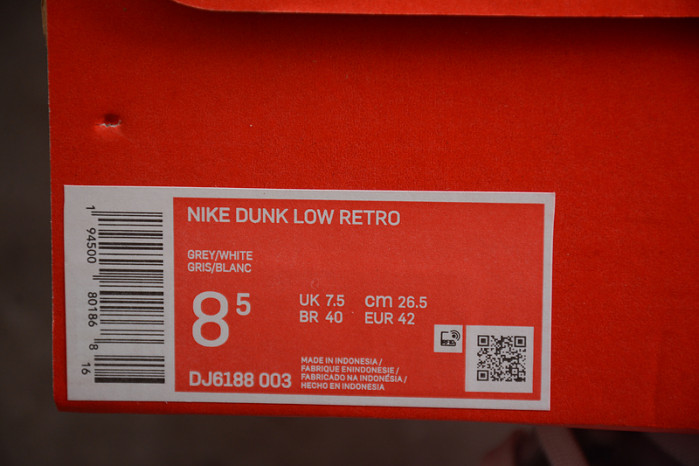 NIKE DUNK LOW RETRO
GREY/WHITE
GRIS/BLANC
8 5
UK 7.5 cm 26.5
BR 40 EUR 42
DJ6188 003
MADE IN INDONESIA /
FABRIQUE ENINDONESIE /
FABRICADO NA INDONÉSIA /
HECHO EN INDONESIA
1 94500 80186 8 16